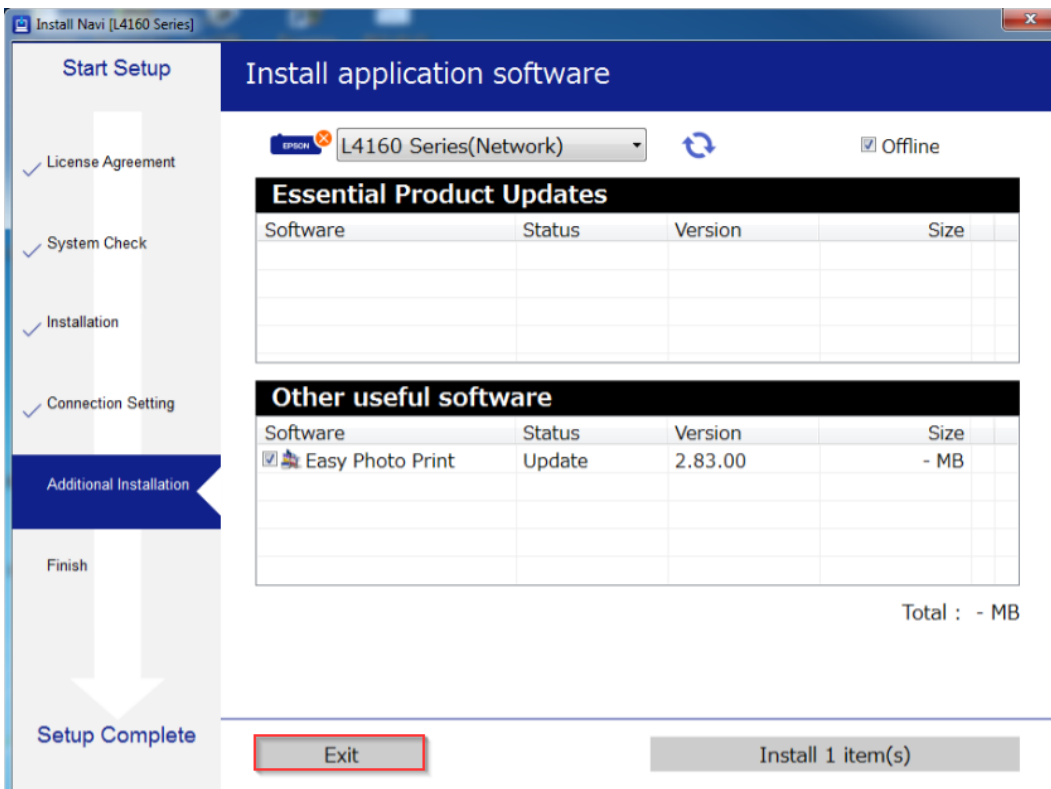 Install Navi [L4160 Series]
Start Setup
License Agreement
System Check
Installation
Connection Setting
Additional Installation
Finish
Setup Complete
Install application software
EPSON L4160 Series(Network) Offline
Essential Product Updates
Software Status Version Size
Other useful software
Software Status Version Size
Easy Photo Print Update 2.83.00 - MB
Total : - MB
Exit Install 1 item(s)